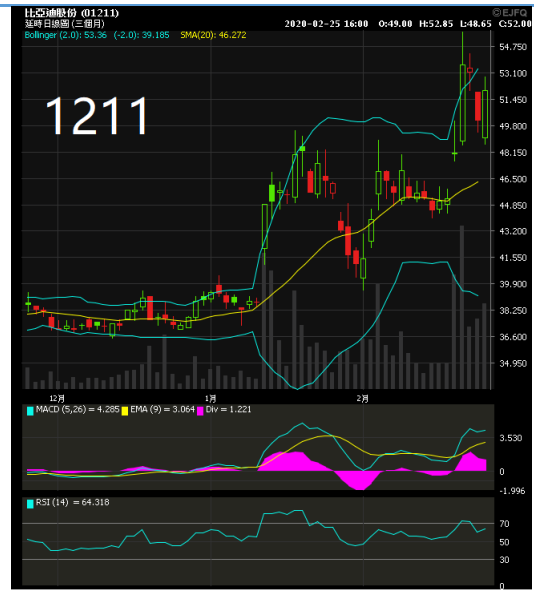 比亞迪股份 (01211)
©EJFQ
延時日線圖 (三個月)
2020-02-25 16:00 O:49.00 H:52.85 L:48.65 C:52.00
Bollinger (2.0): 53.36 (-2.0): 39.185 SMA(20): 46.272
1211
54.750
53.100
51.450
49.800
48.150
46.500
44.850
43.200
41.550
39.900
38.250
36.600
34.950
12月 1月 2月
MACD (5,26) = 4.285 EMA (9) = 3.064 Div = 1.221
3.530
0
-1.996
RSI (14) = 64.318
70
50
30
0